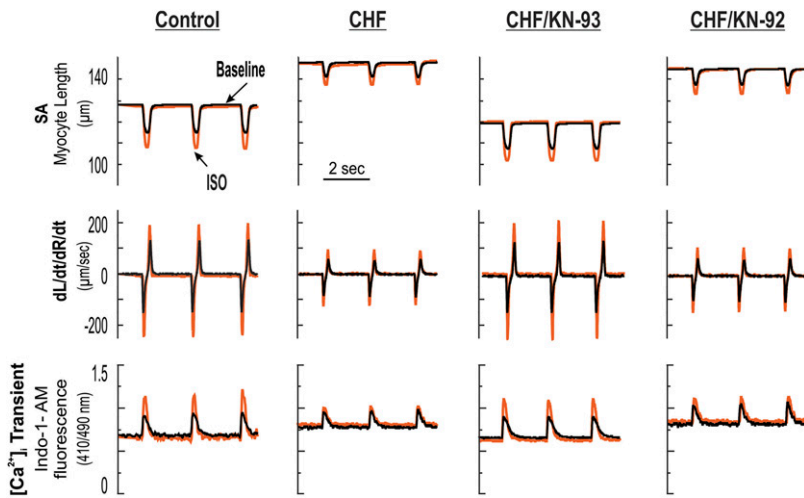 Control CHF CHF/KN-93 CHF/KN-92
SA
Myocyte Length
(µm)
140
100
Baseline
ISO
2 sec
dL/dt/dR/dt
(µm/sec)
200
0
-200
[Ca²⁺]ᵢ Transient
Indo-1- AM
fluorescence
(410/490 nm)
1.5
0